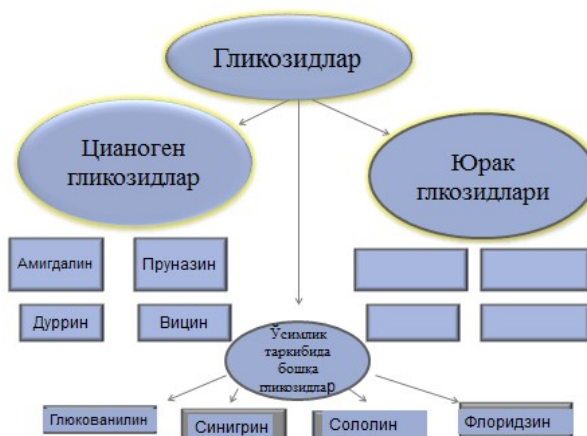 Гликозидлар
Цианоген
гликозидлар
Юрак
глкозидлари
Амигдалин
Пруназин
Дуррин
Вицин
Ўсимлик
таркибида
бошқа
гликозидлар
Глюкованилин
Синигрин
Сололин
Флоридзин